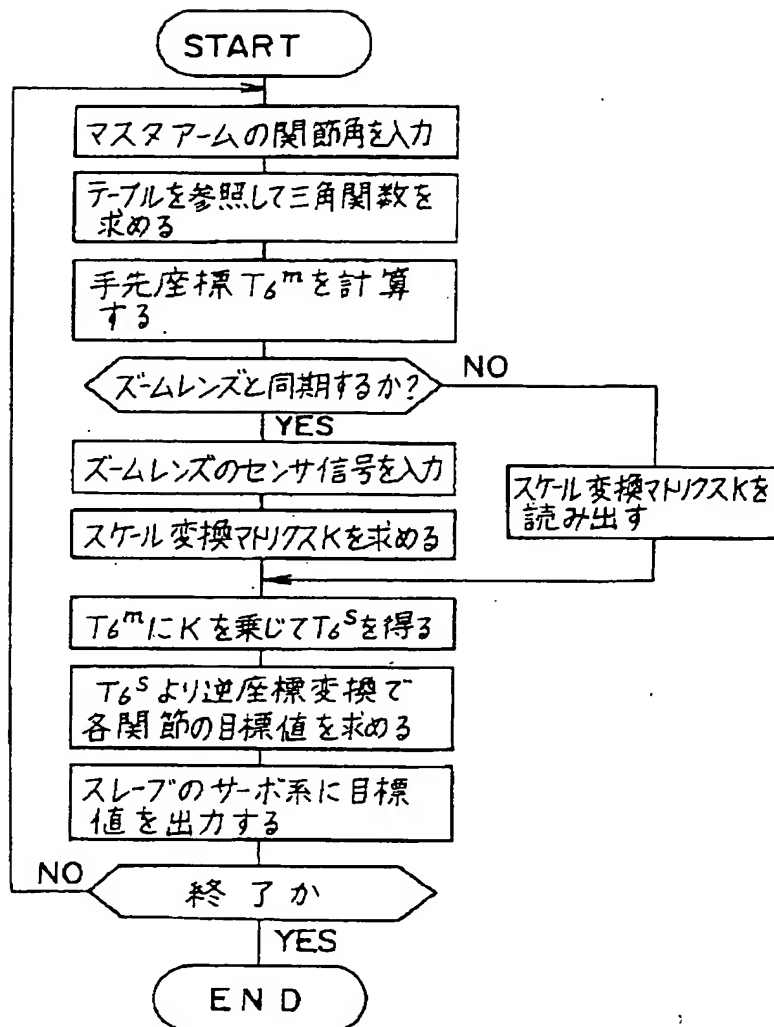 START
マスタアームの関節角を入力
テーブルを参照して三角関数を
求める
手先座標T6ᵐを計算
する
ズームレンズと同期するか?
NO
YES
ズームレンズのセンサ信号を入力
スケール変換マトリクスKを求める
スケール変換マトリクスKを
読み出す
T6ᵐにKを乗じてT6ˢを得る
T6ˢより逆座標変換で
各関節の目標値を求める
スレーブのサーボ系に目標
値を出力する
NO
終了か
YES
END